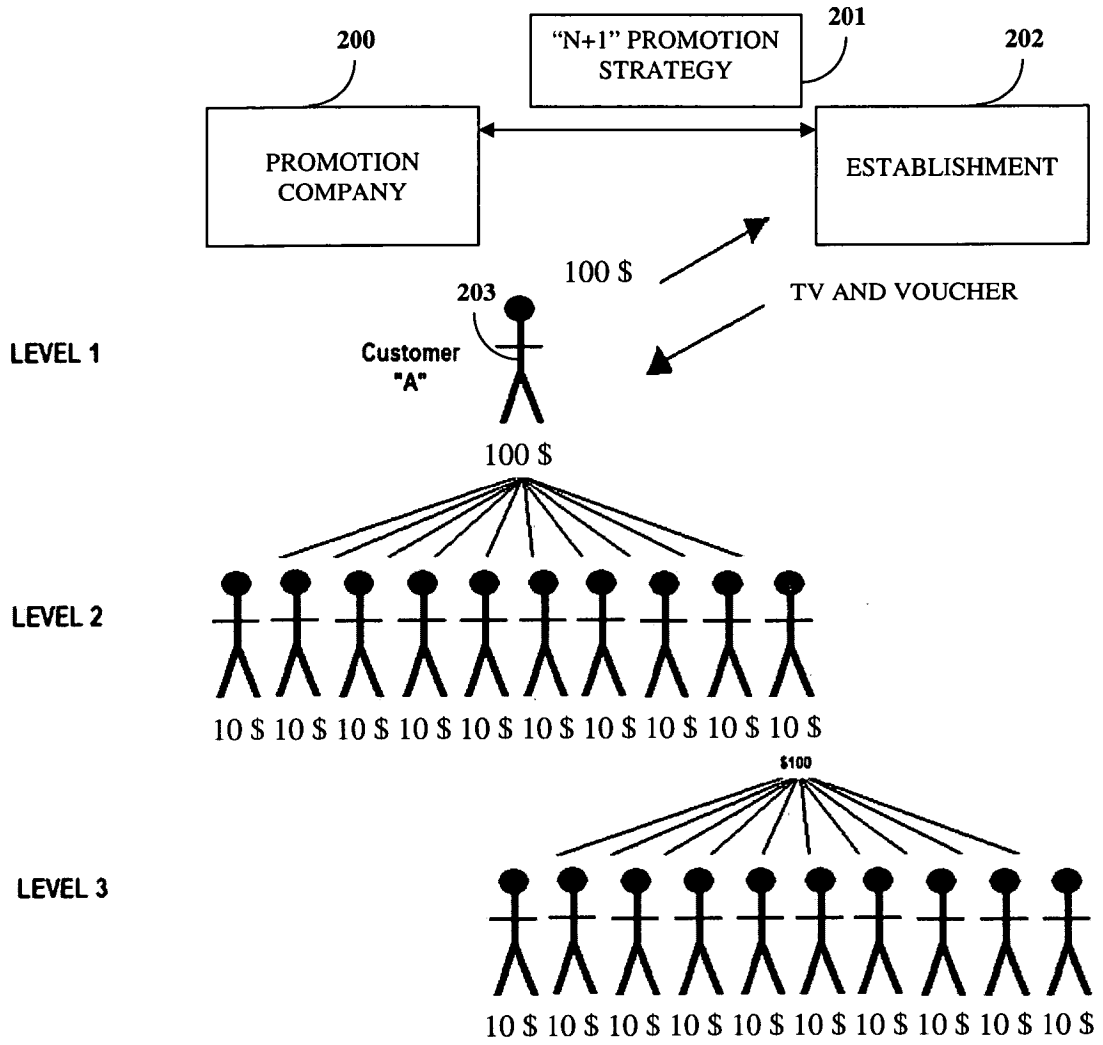 200
"N+1" PROMOTION
STRATEGY
201
202
PROMOTION
COMPANY
ESTABLISHMENT
100 $
TV AND VOUCHER
203
LEVEL 1
Customer
"A"
100 $
LEVEL 2
10 $ 10 $ 10 $ 10 $ 10 $ 10 $ 10 $ 10 $ 10 $ 10 $
$100
LEVEL 3
10 $ 10 $ 10 $ 10 $ 10 $ 10 $ 10 $ 10 $ 10 $ 10 $